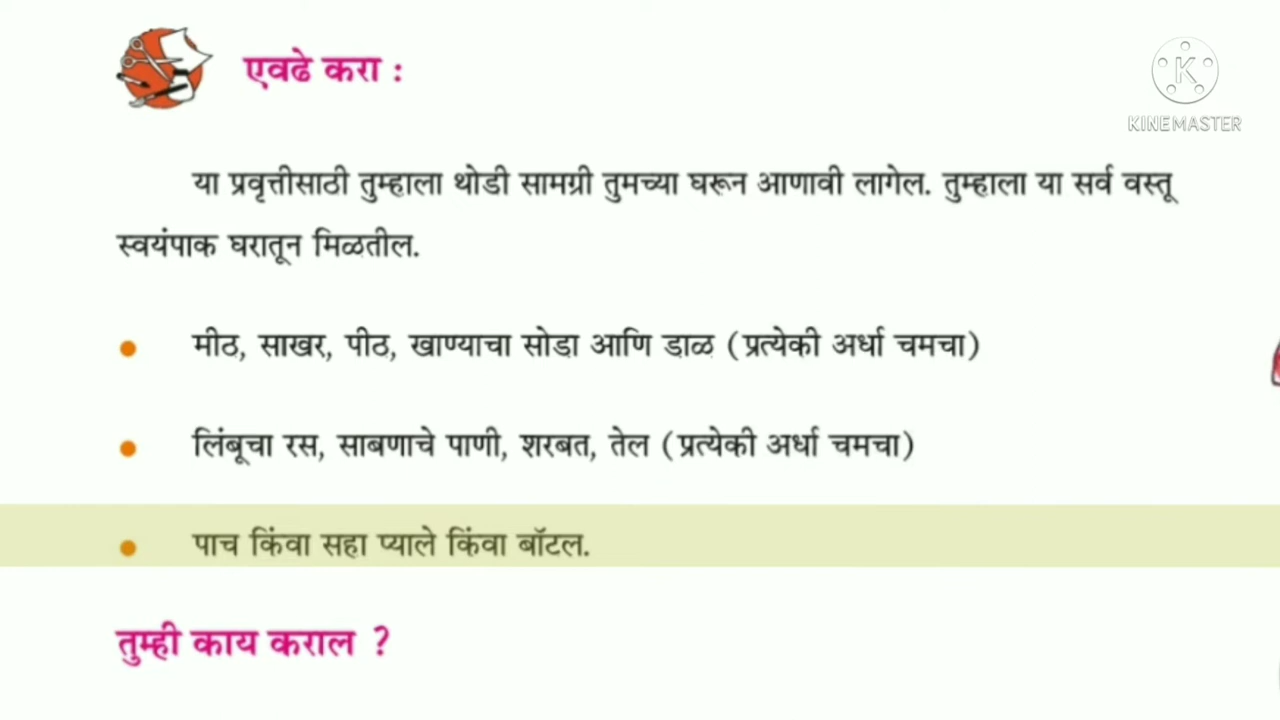 एवढे करा :
KINEMASTER
या प्रवृत्तीसाठी तुम्हाला थोडी सामग्री तुमच्या घरून आणावी लागेल. तुम्हाला या सर्व वस्तू
स्वयंपाक घरातून मिळतील.
• मीठ, साखर, पीठ, खाण्याचा सोडा आणि डाळ (प्रत्येकी अर्धा चमचा)
• लिंबूचा रस, साबणाचे पाणी, शरबत, तेल (प्रत्येकी अर्धा चमचा)
• पाच किंवा सहा प्याले किंवा बॉटल.
तुम्ही काय कराल ?